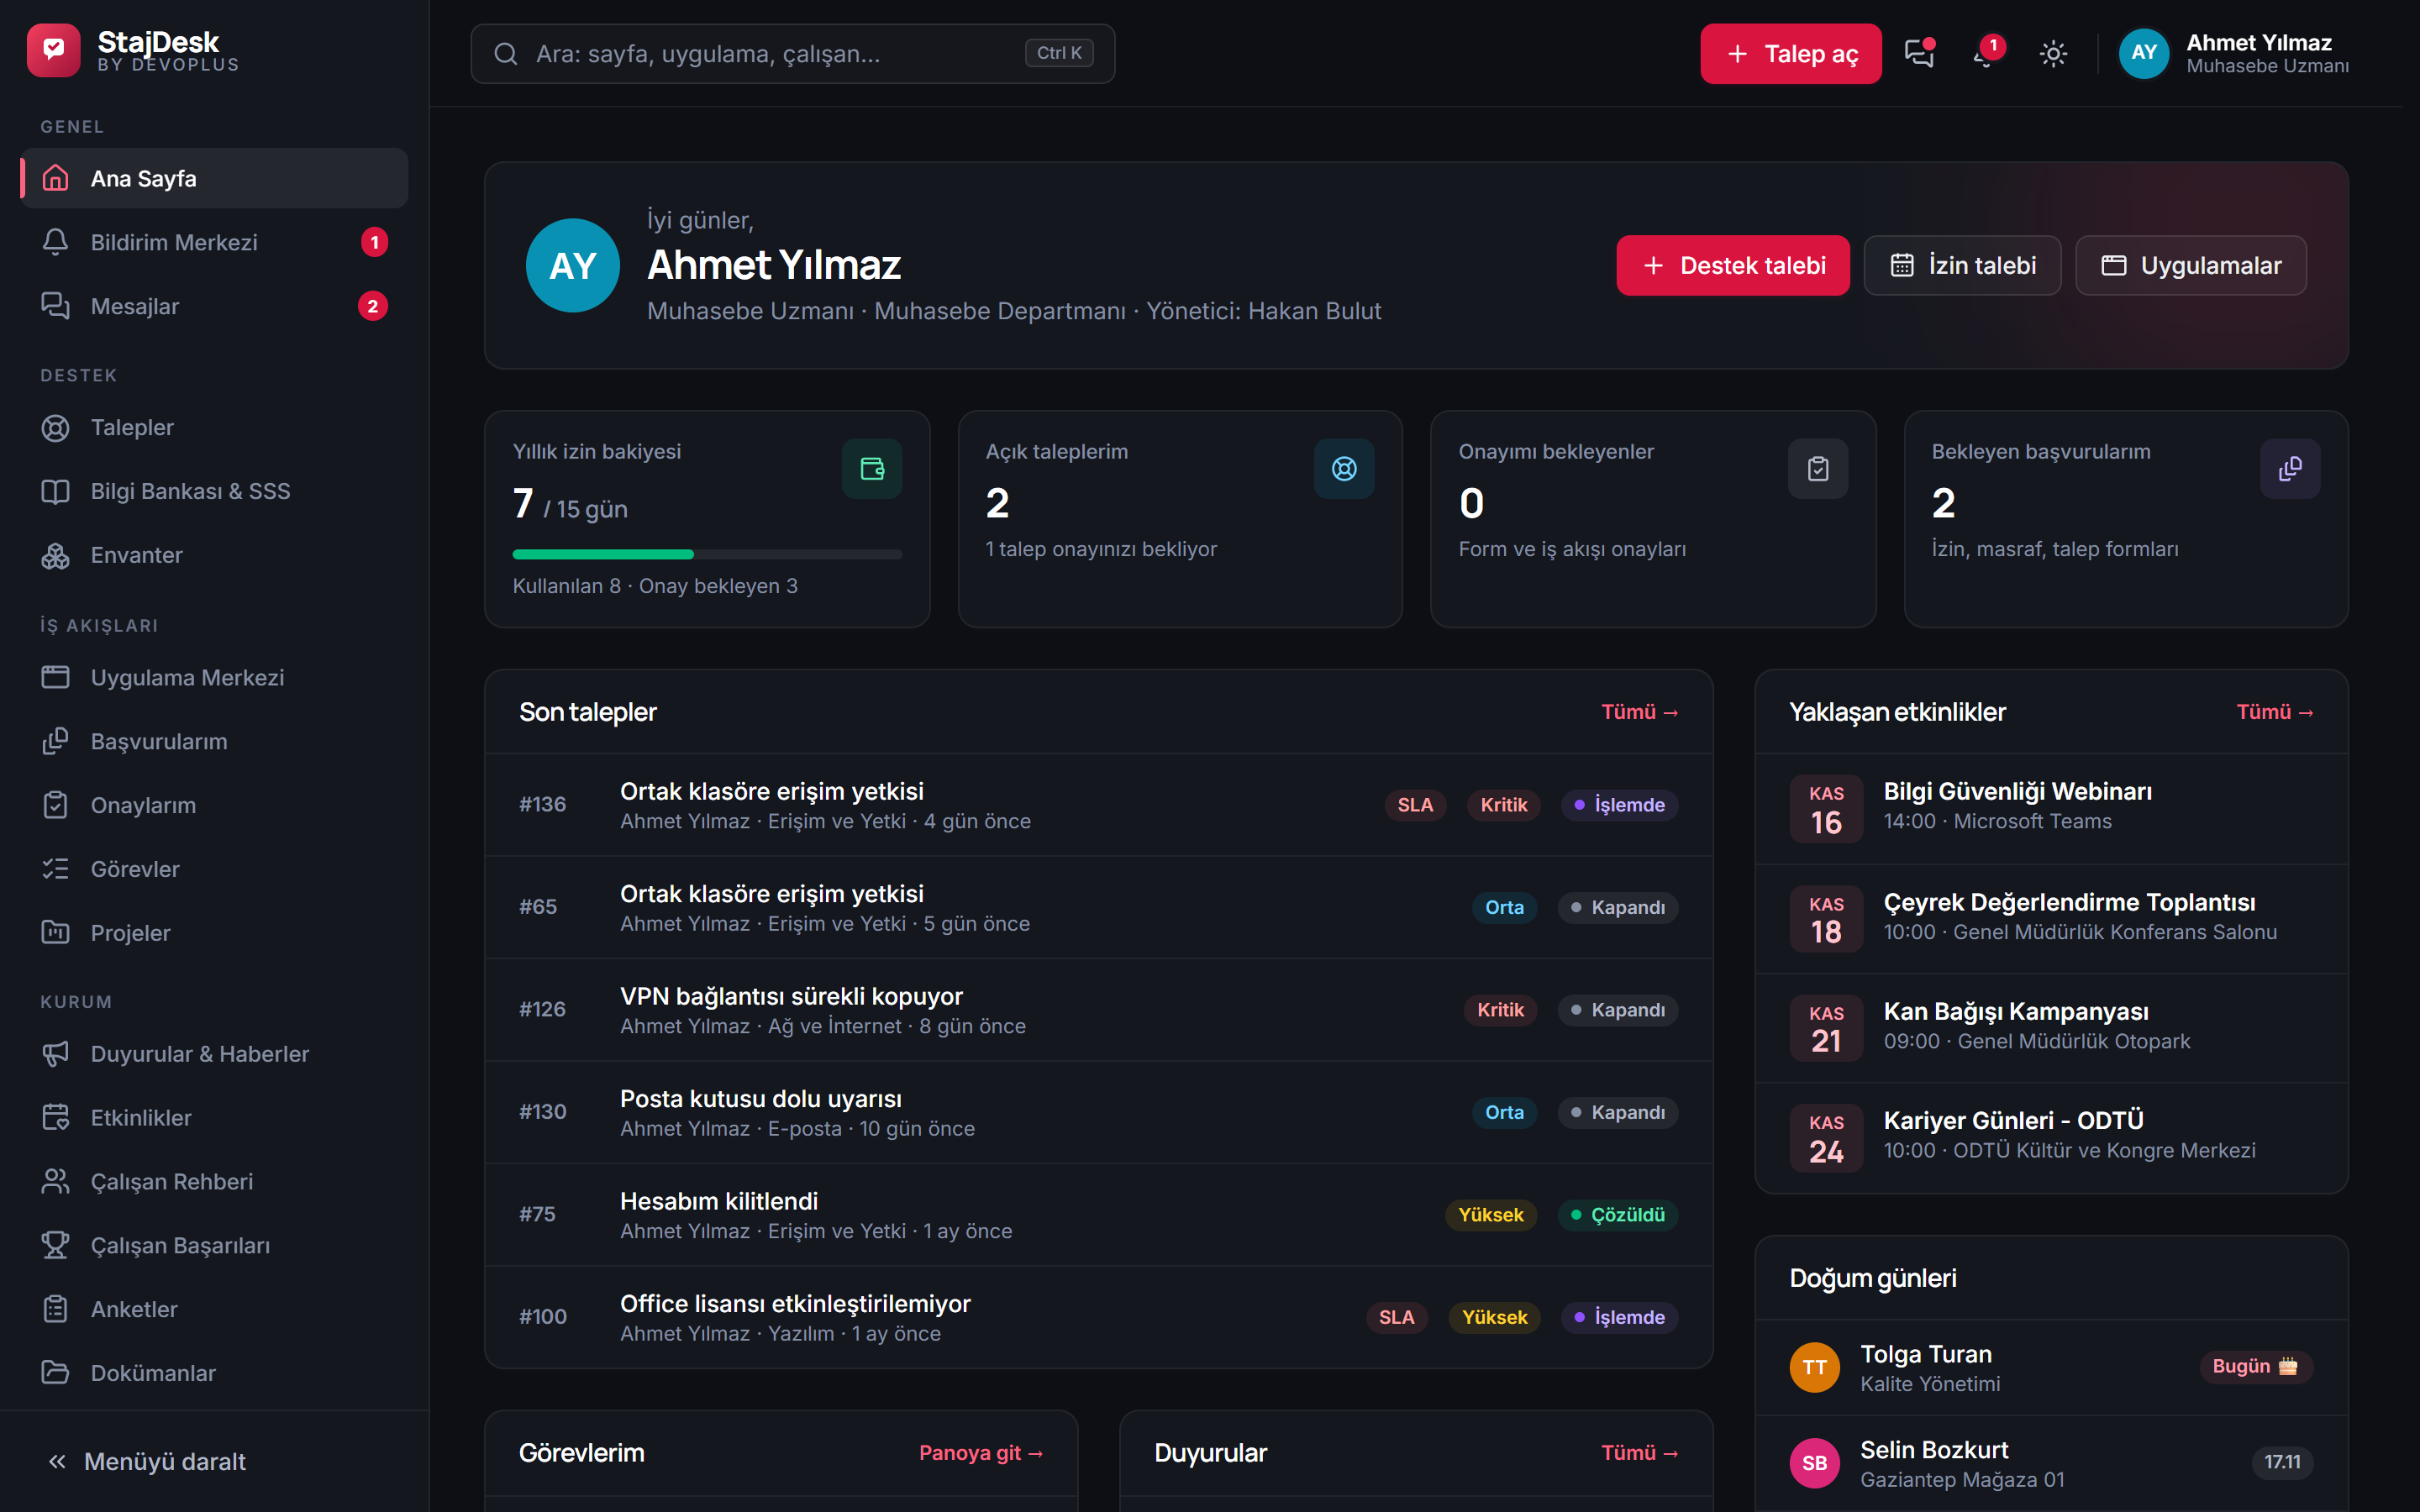 StajDesk
BY DEVOPLUS
GENEL
Ana Sayfa
Bildirim Merkezi 1
Mesajlar 2
DESTEK
Talepler
Bilgi Bankası & SSS
Envanter
İŞ AKIŞLARI
Uygulama Merkezi
Başvurularım
Onaylarım
Görevler
Projeler
KURUM
Duyurular & Haberler
Etkinlikler
Çalışan Rehberi
Çalışan Başarıları
Anketler
Dokümanlar
Menüyü daralt
Ara: sayfa, uygulama, çalışan... Ctrl K
Talep aç
1
AY
Ahmet Yılmaz
Muhasebe Uzmanı
AY
İyi günler,
Ahmet Yılmaz
Muhasebe Uzmanı · Muhasebe Departmanı · Yönetici: Hakan Bulut
Destek talebi
İzin talebi
Uygulamalar
Yıllık izin bakiyesi
7 / 15 gün
Kullanılan 8 · Onay bekleyen 3
Açık taleplerim
2
1 talep onayınızı bekliyor
Onayımı bekleyenler
0
Form ve iş akışı onayları
Bekleyen başvurularım
2
İzin, masraf, talep formları
Son talepler Tümü →
#136 Ortak klasöre erişim yetkisi SLA Kritik İşlemde
Ahmet Yılmaz · Erişim ve Yetki · 4 gün önce
#65 Ortak klasöre erişim yetkisi Orta Kapandı
Ahmet Yılmaz · Erişim ve Yetki · 5 gün önce
#126 VPN bağlantısı sürekli kopuyor Kritik Kapandı
Ahmet Yılmaz · Ağ ve İnternet · 8 gün önce
#130 Posta kutusu dolu uyarısı Orta Kapandı
Ahmet Yılmaz · E-posta · 10 gün önce
#75 Hesabım kilitlendi Yüksek Çözüldü
Ahmet Yılmaz · Erişim ve Yetki · 1 ay önce
#100 Office lisansı etkinleştirilemiyor SLA Yüksek İşlemde
Ahmet Yılmaz · Yazılım · 1 ay önce
Görevlerim Panoya git →
Duyurular Tümü →
Yaklaşan etkinlikler Tümü →
KAS 16
Bilgi Güvenliği Webinarı
14:00 · Microsoft Teams
KAS 18
Çeyrek Değerlendirme Toplantısı
10:00 · Genel Müdürlük Konferans Salonu
KAS 21
Kan Bağışı Kampanyası
09:00 · Genel Müdürlük Otopark
KAS 24
Kariyer Günleri - ODTÜ
10:00 · ODTÜ Kültür ve Kongre Merkezi
Doğum günleri
TT Tolga Turan Bugün 🎂
Kalite Yönetimi
SB Selin Bozkurt 17.11
Gaziantep Mağaza 01